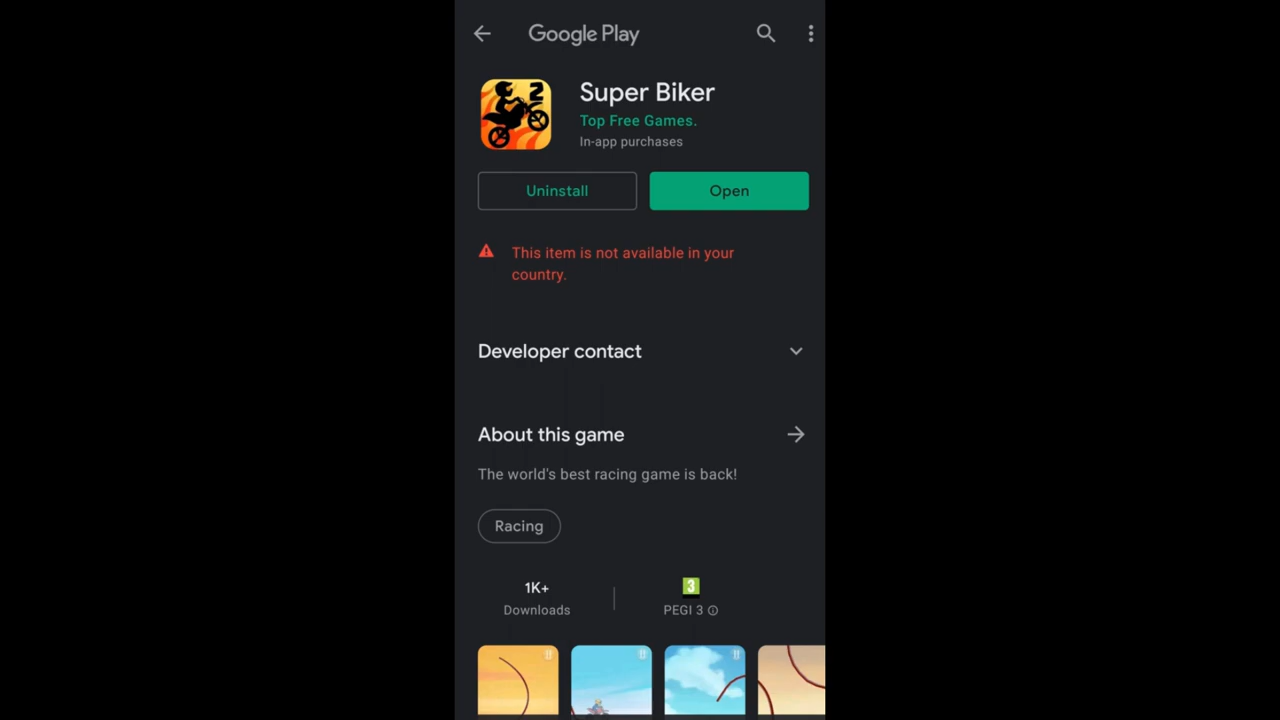 Google Play
2
Super Biker
Top Free Games.
In-app purchases
Uninstall
Open
This item is not available in your
country.
Developer contact
About this game
The world's best racing game is back!
Racing
1K+
Downloads
3
PEGI 3